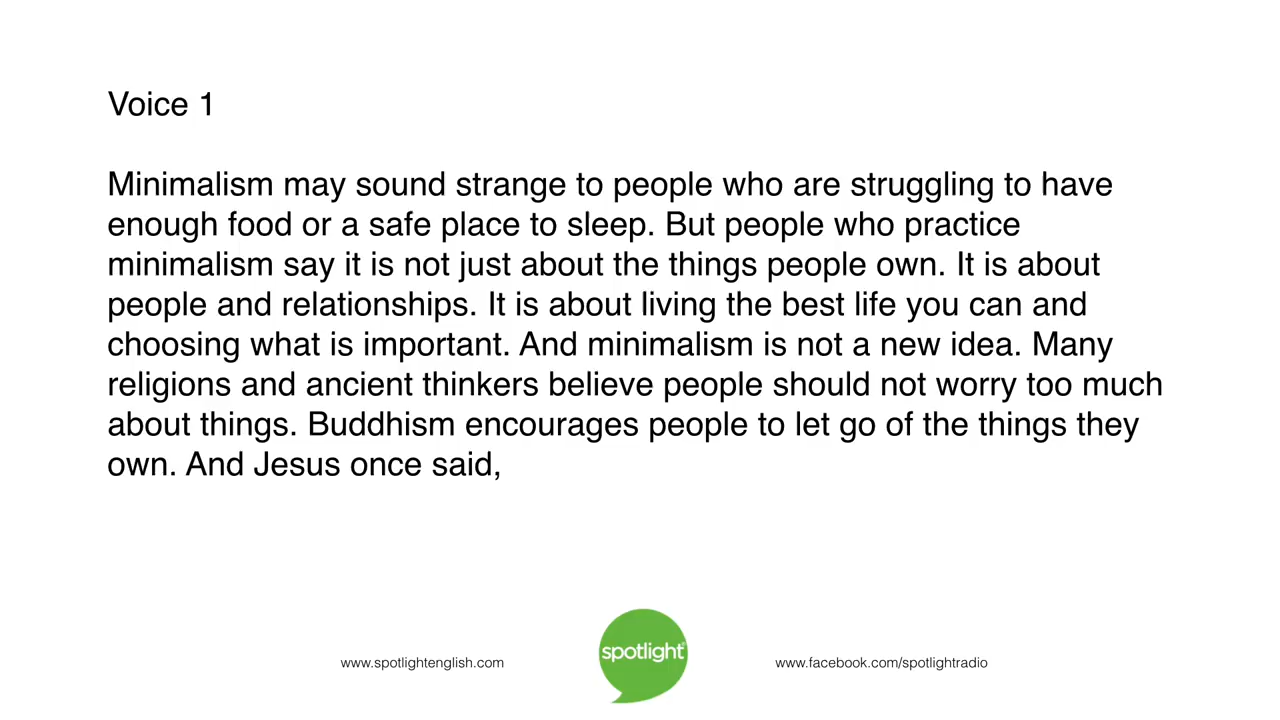 Voice 1
Minimalism may sound strange to people who are struggling to have
enough food or a safe place to sleep. But people who practice
minimalism say it is not just about the things people own. It is about
people and relationships. It is about living the best life you can and
choosing what is important. And minimalism is not a new idea. Many
religions and ancient thinkers believe people should not worry too much
about things. Buddhism encourages people to let go of the things they
own. And Jesus once said,
www.spotlightenglish.com
spotlight
www.facebook.com/spotlightradio